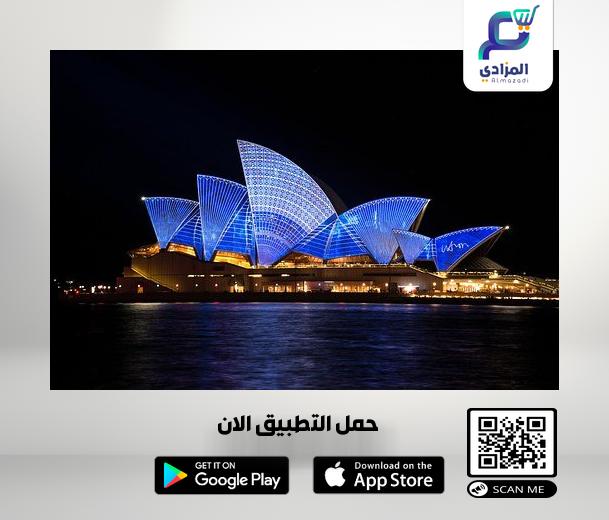 المزادي
Almazadi
حمل التطبيق الان
GET IT ON
Google Play
Download on the
App Store
SCAN ME